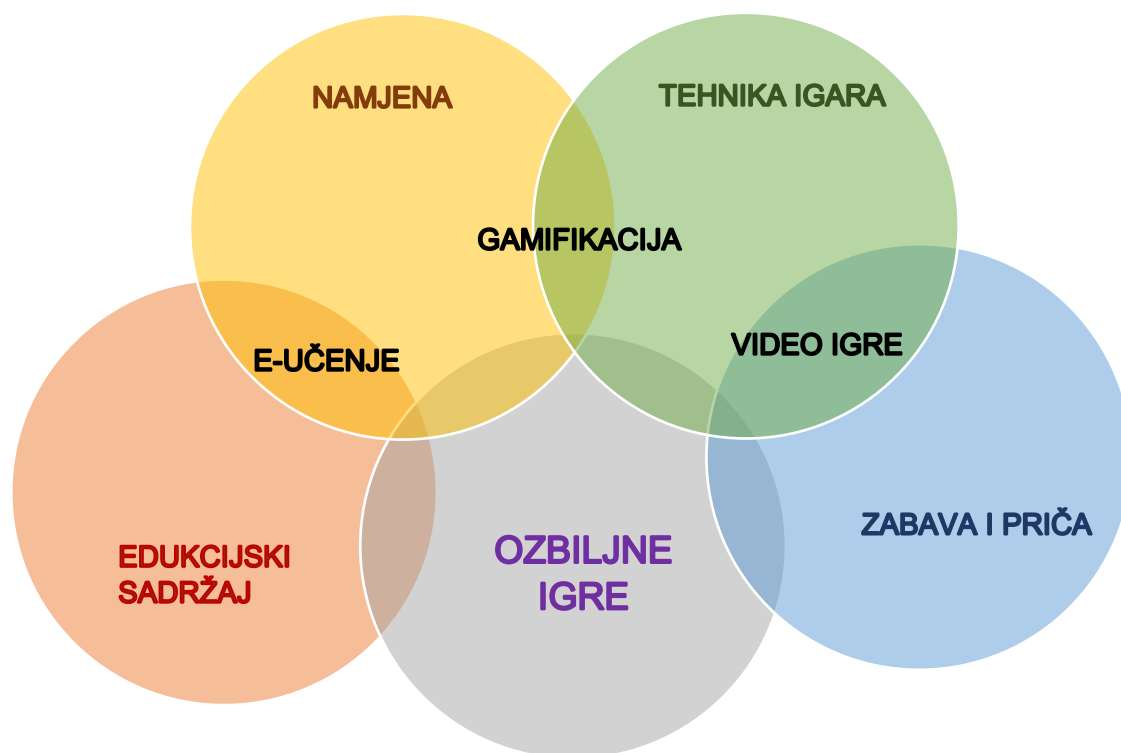 NAMJENA
TEHNIKA IGARA
GAMIFIKACIJA
E-UČENJE
VIDEO IGRE
EDUKCIJSKI
SADRŽAJ
OZBILJNE
IGRE
ZABAVA I PRIČA